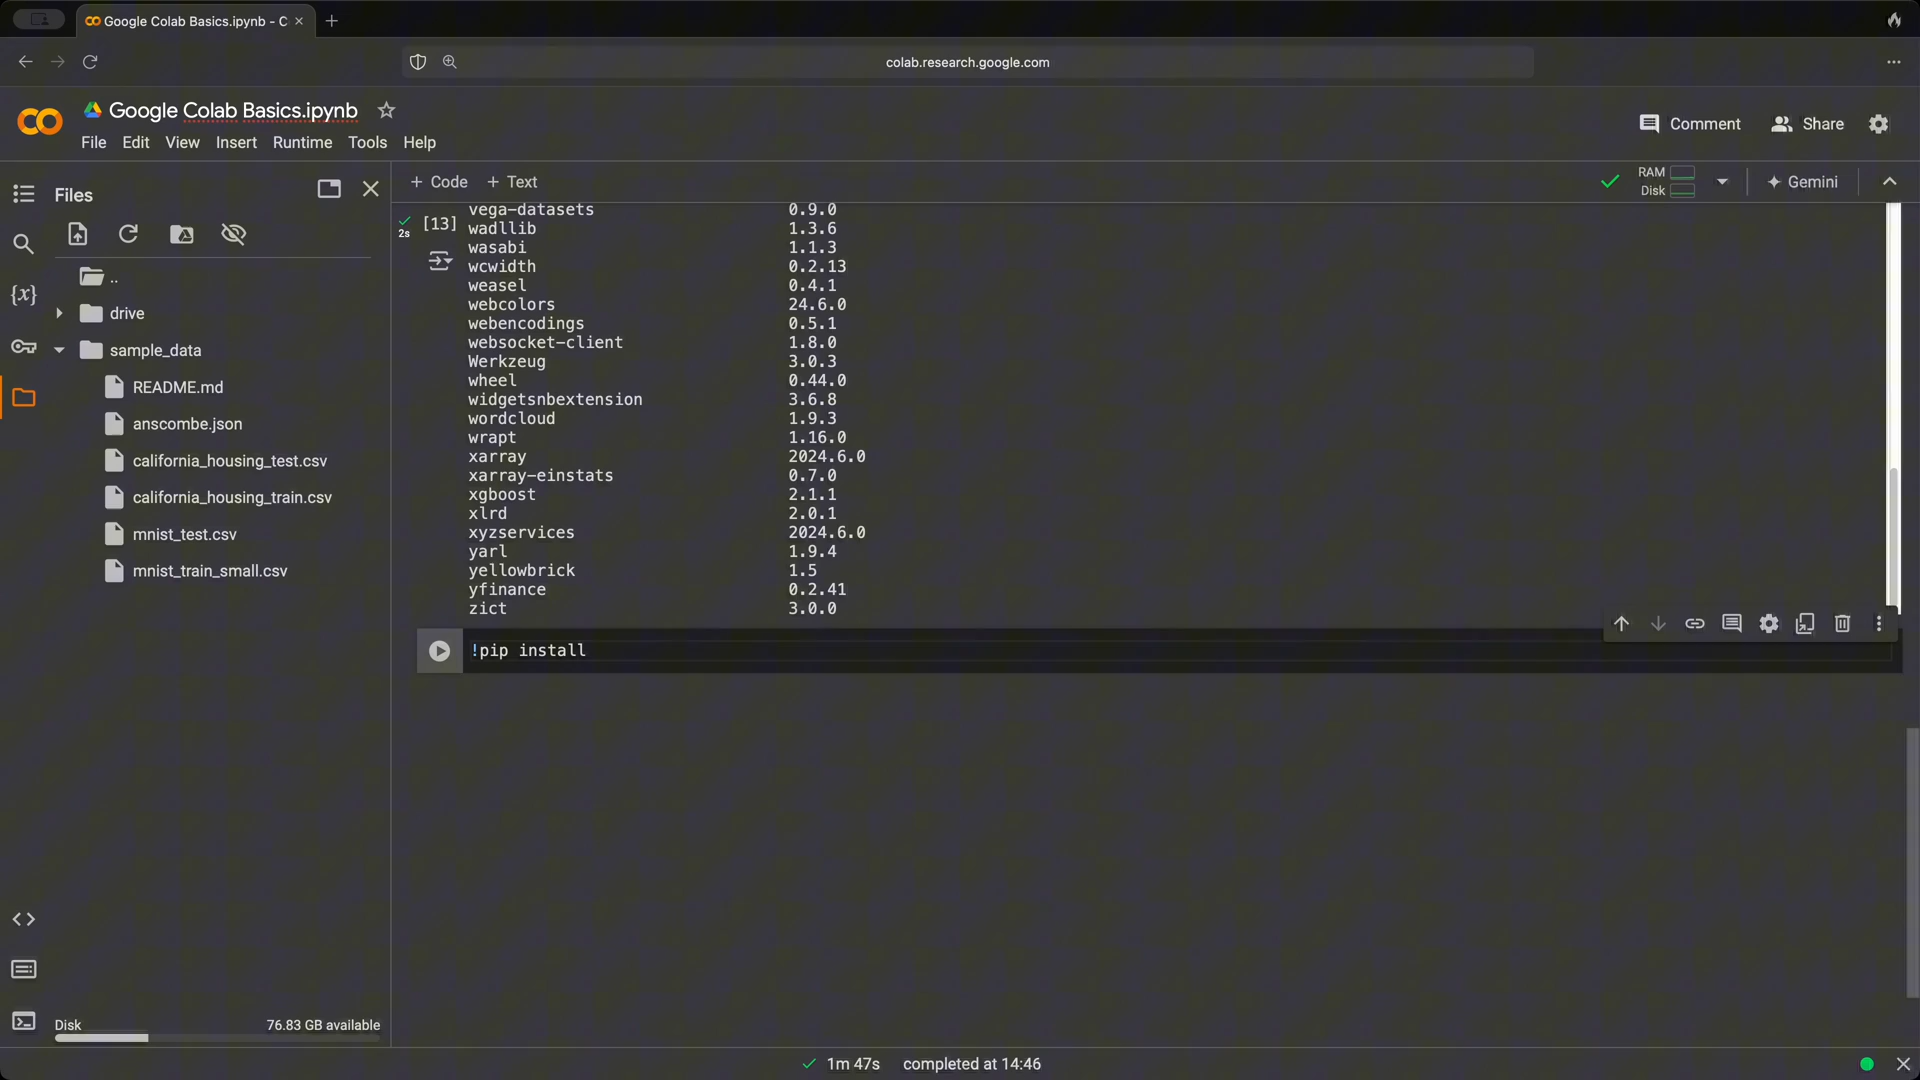 Google Colab Basics.ipynb - C
colab.research.google.com
Google Colab Basics.ipynb
File Edit View Insert Runtime Tools Help
Comment
Share
Files
+ Code + Text
RAM
Disk
Gemini
2s
[13]
vega-datasets 0.9.0
wadllib 1.3.6
wasabi 1.1.3
wcwidth 0.2.13
weasel 0.4.1
webcolors 24.6.0
webencodings 0.5.1
websocket-client 1.8.0
Werkzeug 3.0.3
wheel 0.44.0
widgetsnbextension 3.6.8
wordcloud 1.9.3
wrapt 1.16.0
xarray 2024.6.0
xarray-einstats 0.7.0
xgboost 2.1.1
xlrd 2.0.1
xyzservices 2024.6.0
yarl 1.9.4
yellowbrick 1.5
yfinance 0.2.41
zict 3.0.0
!pip install
{x}
..
drive
sample_data
README.md
anscombe.json
california_housing_test.csv
california_housing_train.csv
mnist_test.csv
mnist_train_small.csv
Disk 76.83 GB available
1m 47s completed at 14:46